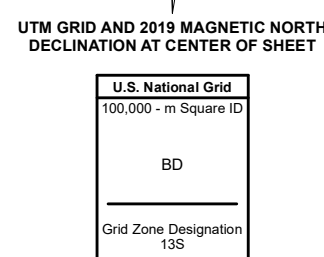 UTM GRID AND 2019 MAGNETIC NORTH
DECLINATION AT CENTER OF SHEET
U.S. National Grid
100,000 - m Square ID
BD
Grid Zone Designation
13S